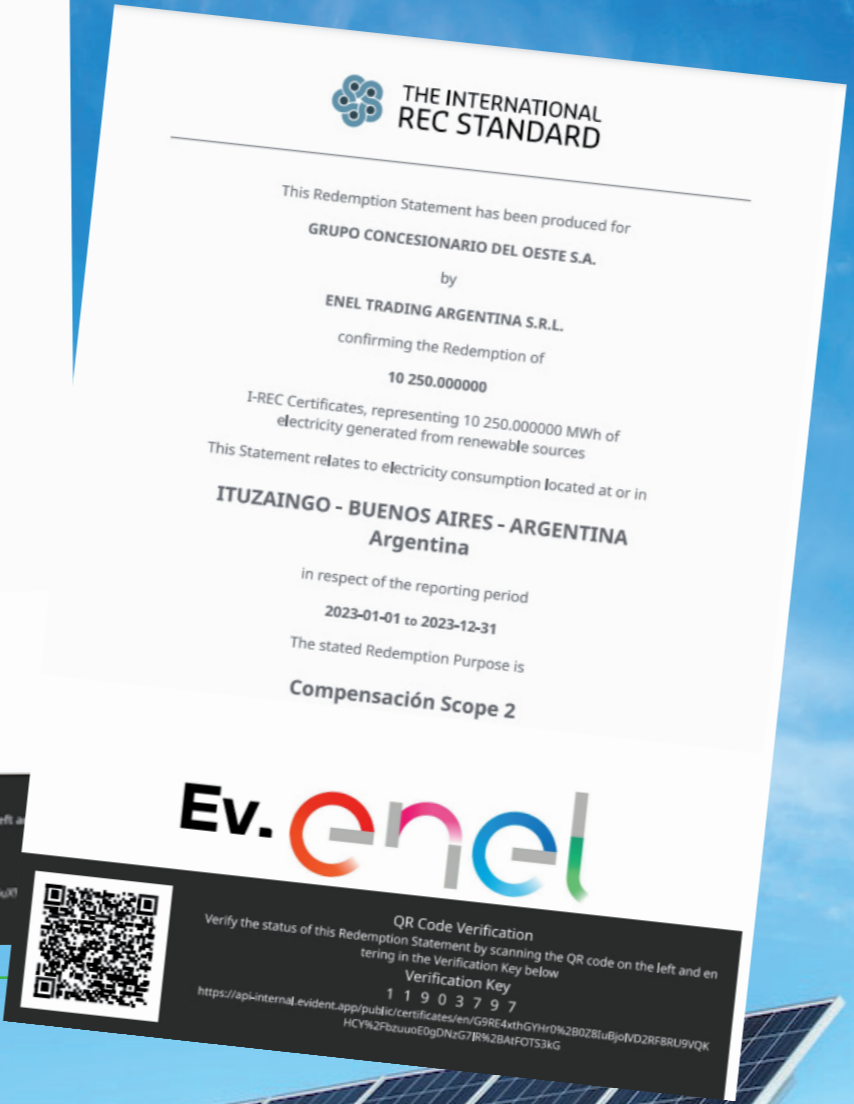 THE INTERNATIONAL
REC STANDARD
This Redemption Statement has been produced for
GRUPO CONCESIONARIO DEL OESTE S.A.
by
ENEL TRADING ARGENTINA S.R.L.
confirming the Redemption of
10 250.000000
I-REC Certificates, representing 10 250.000000 MWh of
electricity generated from renewable sources
This Statement relates to electricity consumption located at or in
ITUZAINGO - BUENOS AIRES - ARGENTINA
Argentina
in respect of the reporting period
2023-01-01 to 2023-12-31
The stated Redemption Purpose is
Compensación Scope 2
Ev. enel
QR Code Verification
Verify the status of this Redemption Statement by scanning the QR code on the left and en
tering in the Verification Key below
Verification Key
1 1 9 0 3 7 9 7